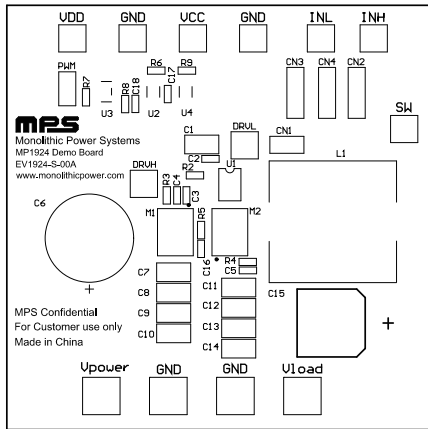 VDD GND VCC GND INL INH
PWM R7 R6 R9 CN3 CN4 CN2
R8 C18 C17
U3 U2 U4
SW
mps
Monolithic Power Systems
MP1924 Demo Board
EV1924-S-00A
www.monolithicpower.com
C1 DRVL CN1
C2 U1 L1
DRVH R2
R3 C4 C3
C6 M1 R5 M2
C16 R4
C5
C7 C11 C15
C8 C12
C9 C13
C10 C14
+ +
MPS Confidential
For Customer use only
Made in China
Vpower GND GND Vload